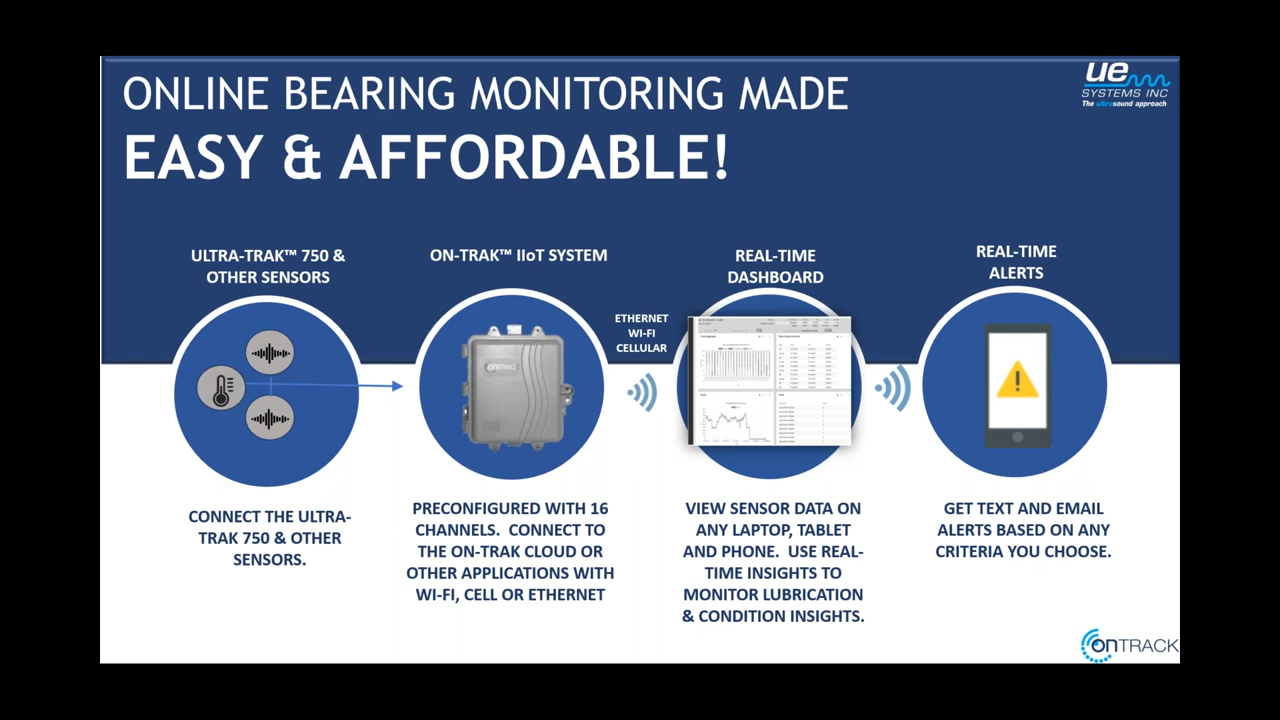 ONLINE BEARING MONITORING MADE
EASY & AFFORDABLE!
ue
SYSTEMS INC
The ultrasound approach
ULTRA-TRAK™ 750 &
OTHER SENSORS
ON-TRAK™ IIoT SYSTEM
ETHERNET
WI-FI
CELLULAR
REAL-TIME
DASHBOARD
REAL-TIME
ALERTS
onTRACK
CONNECT THE ULTRA-
TRAK 750 & OTHER
SENSORS.
PRECONFIGURED WITH 16
CHANNELS. CONNECT TO
THE ON-TRAK CLOUD OR
OTHER APPLICATIONS WITH
WI-FI, CELL OR ETHERNET
VIEW SENSOR DATA ON
ANY LAPTOP, TABLET
AND PHONE. USE REAL-
TIME INSIGHTS TO
MONITOR LUBRICATION
& CONDITION INSIGHTS.
GET TEXT AND EMAIL
ALERTS BASED ON ANY
CRITERIA YOU CHOOSE.
onTRACK